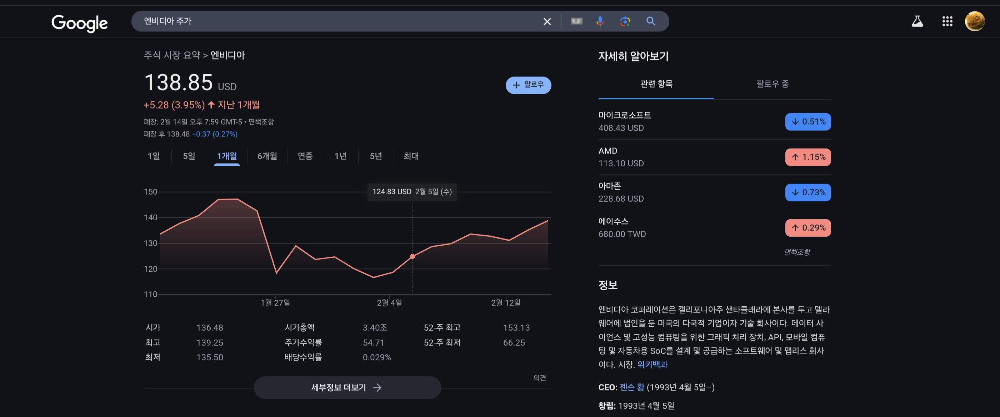 Google
엔비디아 주가
주식 시장 요약 > 엔비디아
138.85 USD
+ 팔로우
+5.28 (3.95%) ↑ 지난 1개월
폐장: 2월 14일 오후 7:59 GMT-5 • 면책조항
폐장 후 138.48 −0.37 (0.27%)
1일 5일 1개월 6개월 연중 1년 5년 최대
124.83 USD 2월 5일 (수)
150
140
130
120
110
1월 27일 2월 4일 2월 12일
시가 136.48 시가총액 3.40조 52-주 최고 153.13
최고 139.25 주가수익률 54.71 52-주 최저 66.25
최저 135.50 배당수익률 0.029%
의견
세부정보 더보기 →
자세히 알아보기
관련 항목 팔로우 중
마이크로소프트
408.43 USD
↓ 0.51%
AMD
113.10 USD
↑ 1.15%
아마존
228.68 USD
↓ 0.73%
에이수스
680.00 TWD
↑ 0.29%
면책조항
정보
엔비디아 코퍼레이션은 캘리포니아주 샌타클래라에 본사를 두고 델라
웨어에 법인을 둔 미국의 다국적 기업이자 기술 회사이다. 데이터 사
이언스 및 고성능 컴퓨팅을 위한 그래픽 처리 장치, API, 모바일 컴퓨
팅 및 자동차용 SoC를 설계 및 공급하는 소프트웨어 및 팹리스 회사
이다. 시장. 위키백과
CEO: 젠슨 황 (1993년 4월 5일–)
창립: 1993년 4월 5일